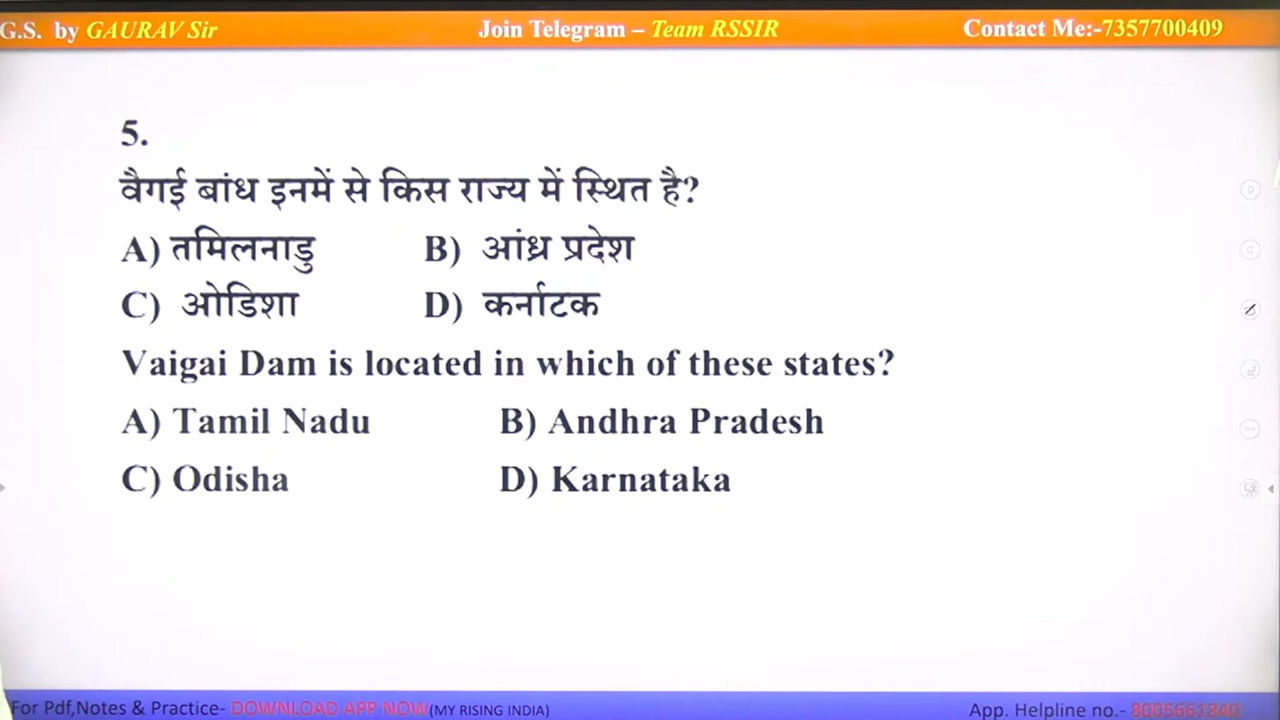 G.S. by GAURAV Sir Join Telegram – Team RSSIR Contact Me:-7357700409
5.
वैगई बांध इनमें से किस राज्य में स्थित है?
A) तमिलनाडु B) आंध्र प्रदेश
C) ओडिशा D) कर्नाटक
Vaigai Dam is located in which of these states?
A) Tamil Nadu B) Andhra Pradesh
C) Odisha D) Karnataka
For Pdf,Notes & Practice- DOWNLOAD APP NOW(MY RISING INDIA) App. Helpline no.- 8005661840